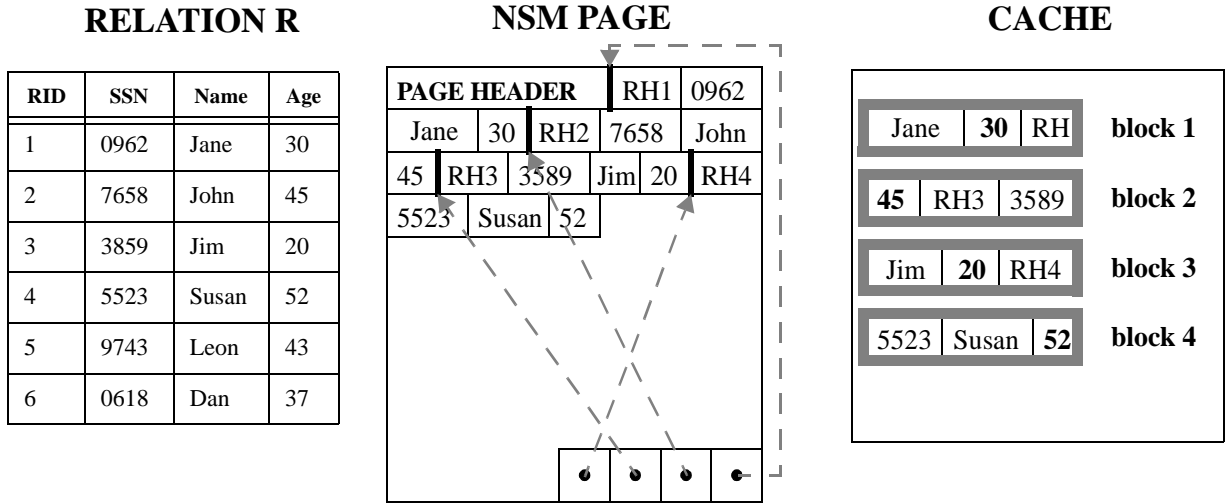 RELATION R
RID SSN Name Age
1 0962 Jane 30
2 7658 John 45
3 3859 Jim 20
4 5523 Susan 52
5 9743 Leon 43
6 0618 Dan 37
NSM PAGE
PAGE HEADER RH1 0962
Jane 30 RH2 7658 John
45 RH3 3589 Jim 20 RH4
5523 Susan 52
CACHE
Jane 30 RH block 1
45 RH3 3589 block 2
Jim 20 RH4 block 3
5523 Susan 52 block 4